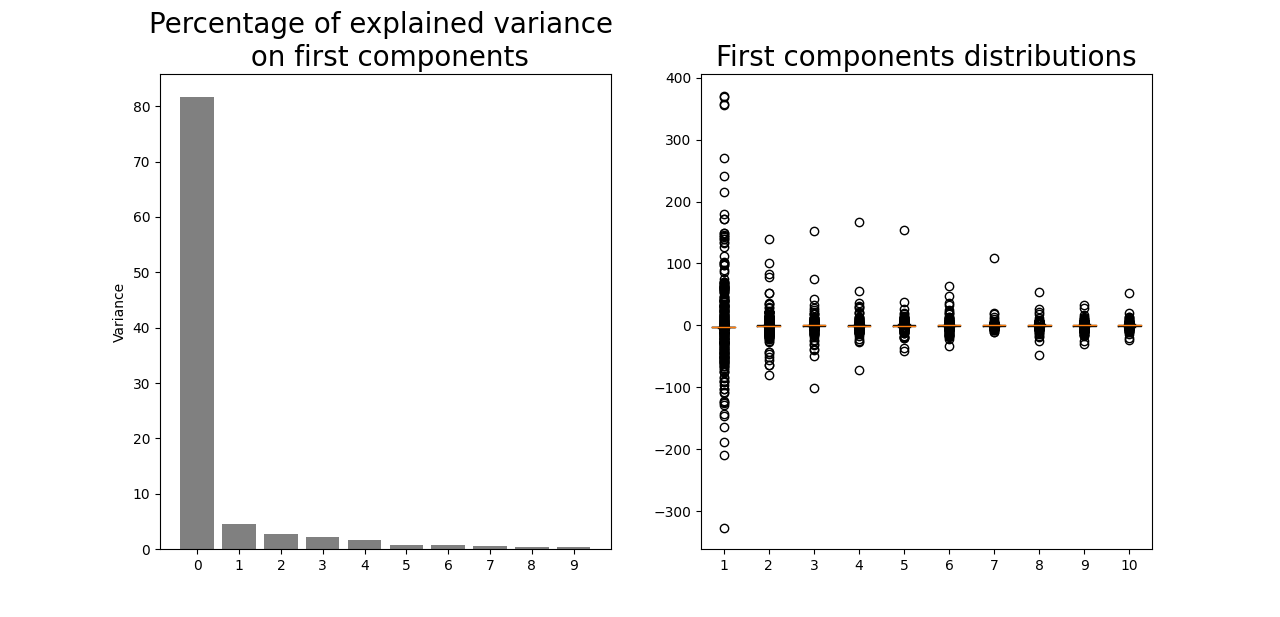 Percentage of explained variance
on first components
Variance
80
70
60
50
40
30
20
10
0
0 1 2 3 4 5 6 7 8 9
First components distributions
400
300
200
100
0
−100
−200
−300
1 2 3 4 5 6 7 8 9 10